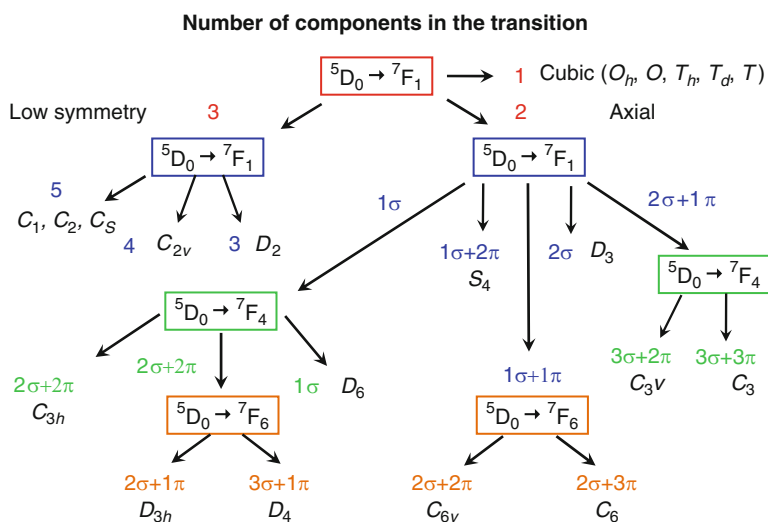 Number of components in the transition
⁵D₀ → ⁷F₁ 1 Cubic (Oₕ, O, Tₕ, T_d, T)
Low symmetry 3 2 Axial
⁵D₀ → ⁷F₁ ⁵D₀ → ⁷F₁
5 1σ 2σ+1π
C₁, C₂, C_S 4 C₂ᵥ 3 D₂ 1σ+2π 2σ D₃
S₄ ⁵D₀ → ⁷F₄
⁵D₀ → ⁷F₄
2σ+2π 2σ+2π 1σ D₆ 1σ+1π 3σ+2π 3σ+3π
C₃ₕ C₃ᵥ C₃
⁵D₀ → ⁷F₆ ⁵D₀ → ⁷F₆
2σ+1π 3σ+1π 2σ+2π 2σ+3π
D₃ₕ D₄ C₆ᵥ C₆